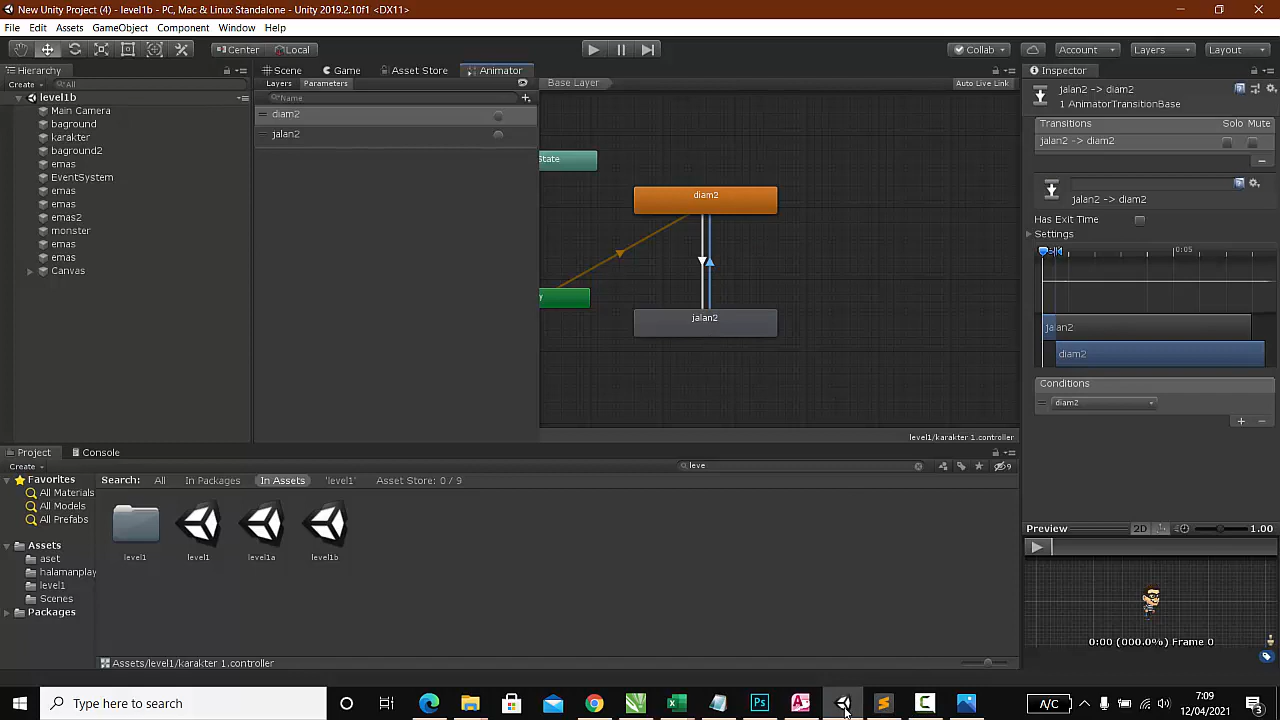 New Unity Project (4) - level1b - PC, Mac & Linux Standalone - Unity 2019.2.10f1 <DX11>
File Edit Assets GameObject Component Window Help
Center Local Collab Account Layers Layout
Hierarchy
Create All
level1b
Main Camera
baground
karakter
baground2
emas
EventSystem
emas
emas
emas2
monster
emas
emas
Canvas
Scene Game Asset Store Animator
Layers Parameters
Name
diam2
jalan2
Base Layer Auto Live Link
State
diam2
y
jalan2
level1/karakter 1.controller
Inspector
jalan2 -> diam2
1 AnimatorTransitionBase
Transitions Solo Mute
jalan2 -> diam2
jalan2 -> diam2
Has Exit Time
Settings
0:05
jalan2
diam2
Conditions
diam2
Preview 2D 1.00
0:00 (000.0%) Frame 0
Project Console
Create leve 9
Favorites
All Materials
All Models
All Prefabs
Assets
aset
halamanplay
level1
Scenes
Packages
Search: All In Packages In Assets 'level1' Asset Store: 0 / 9
level1 level1 level1a level1b
Assets/level1/karakter 1.controller
Type here to search
A/C
7:09
12/04/2021
3